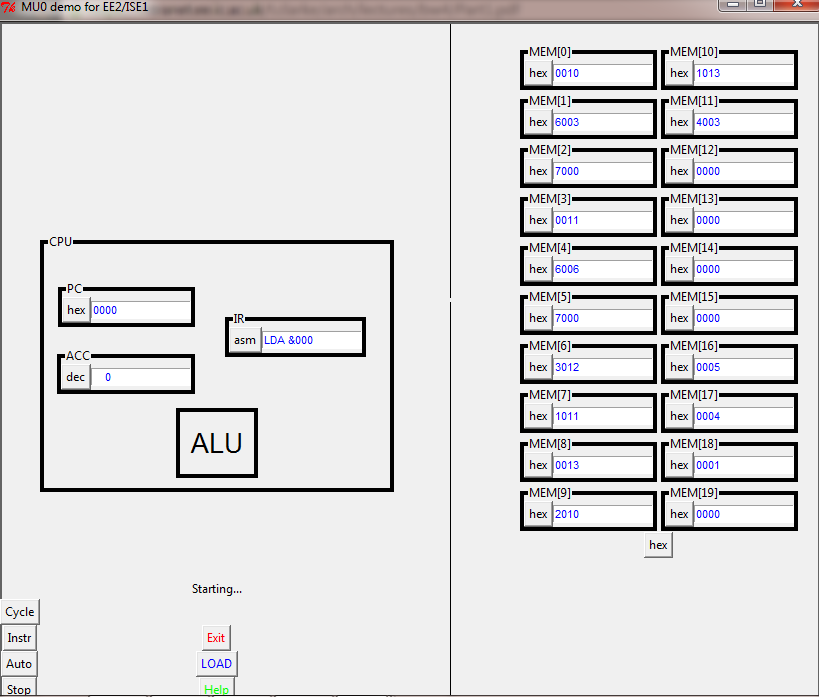 MU0 demo for EE2/ISE1
CPU
PC
hex 0000
IR
asm LDA &000
ACC
dec 0
ALU
Starting...
Cycle
Instr Exit
Auto LOAD
Stop Help
MEM[0] MEM[10]
hex 0010 hex 1013
MEM[1] MEM[11]
hex 6003 hex 4003
MEM[2] MEM[12]
hex 7000 hex 0000
MEM[3] MEM[13]
hex 0011 hex 0000
MEM[4] MEM[14]
hex 6006 hex 0000
MEM[5] MEM[15]
hex 7000 hex 0000
MEM[6] MEM[16]
hex 3012 hex 0005
MEM[7] MEM[17]
hex 1011 hex 0004
MEM[8] MEM[18]
hex 0013 hex 0001
MEM[9] MEM[19]
hex 2010 hex 0000
hex